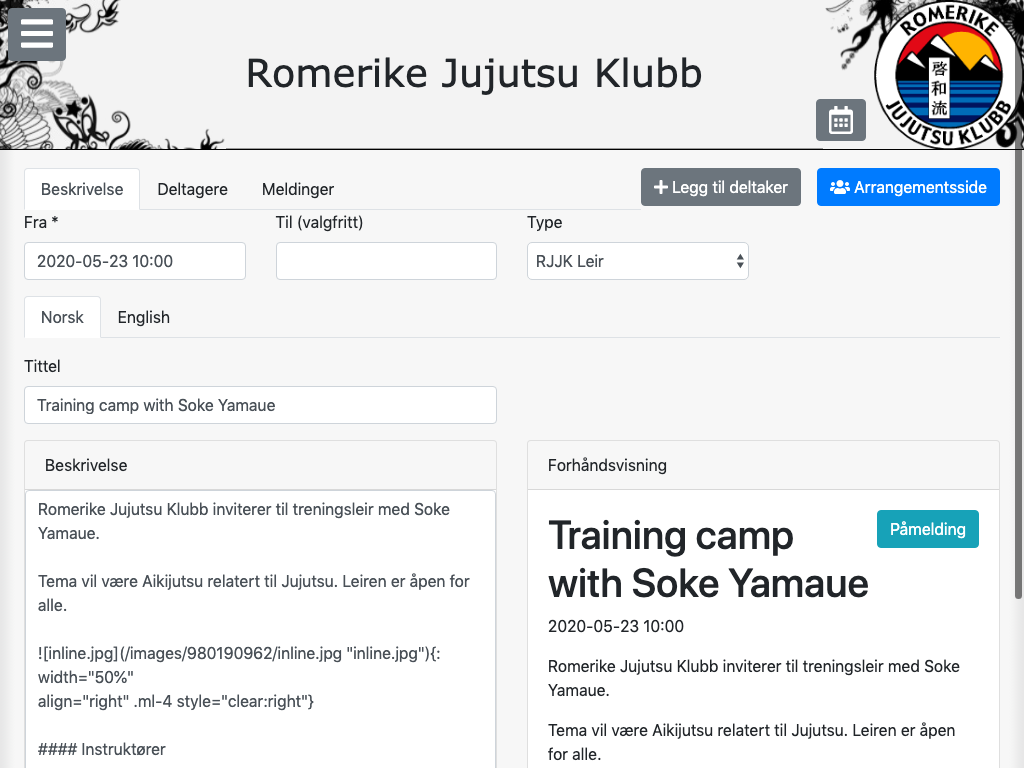 Romerike Jujutsu Klubb
ROMERIKE
啓和流
JUJUTSU KLUBB
Beskrivelse
Deltagere
Meldinger
Legg til deltaker
Arrangementsside
Fra *
Til (valgfritt)
Type
2020-05-23 10:00
RJJK Leir
Norsk
English
Tittel
Training camp with Soke Yamaue
Beskrivelse
Romerike Jujutsu Klubb inviterer til treningsleir med Soke
Yamaue.
Tema vil være Aikijutsu relatert til Jujutsu. Leiren er åpen for
alle.
![inline.jpg](/images/980190962/inline.jpg "inline.jpg"){:
width="50%"
align="right" .ml-4 style="clear:right"}
#### Instruktører
Forhåndsvisning
Training camp
with Soke Yamaue
Påmelding
2020-05-23 10:00
Romerike Jujutsu Klubb inviterer til treningsleir med Soke
Yamaue.
Tema vil være Aikijutsu relatert til Jujutsu. Leiren er åpen
for alle.